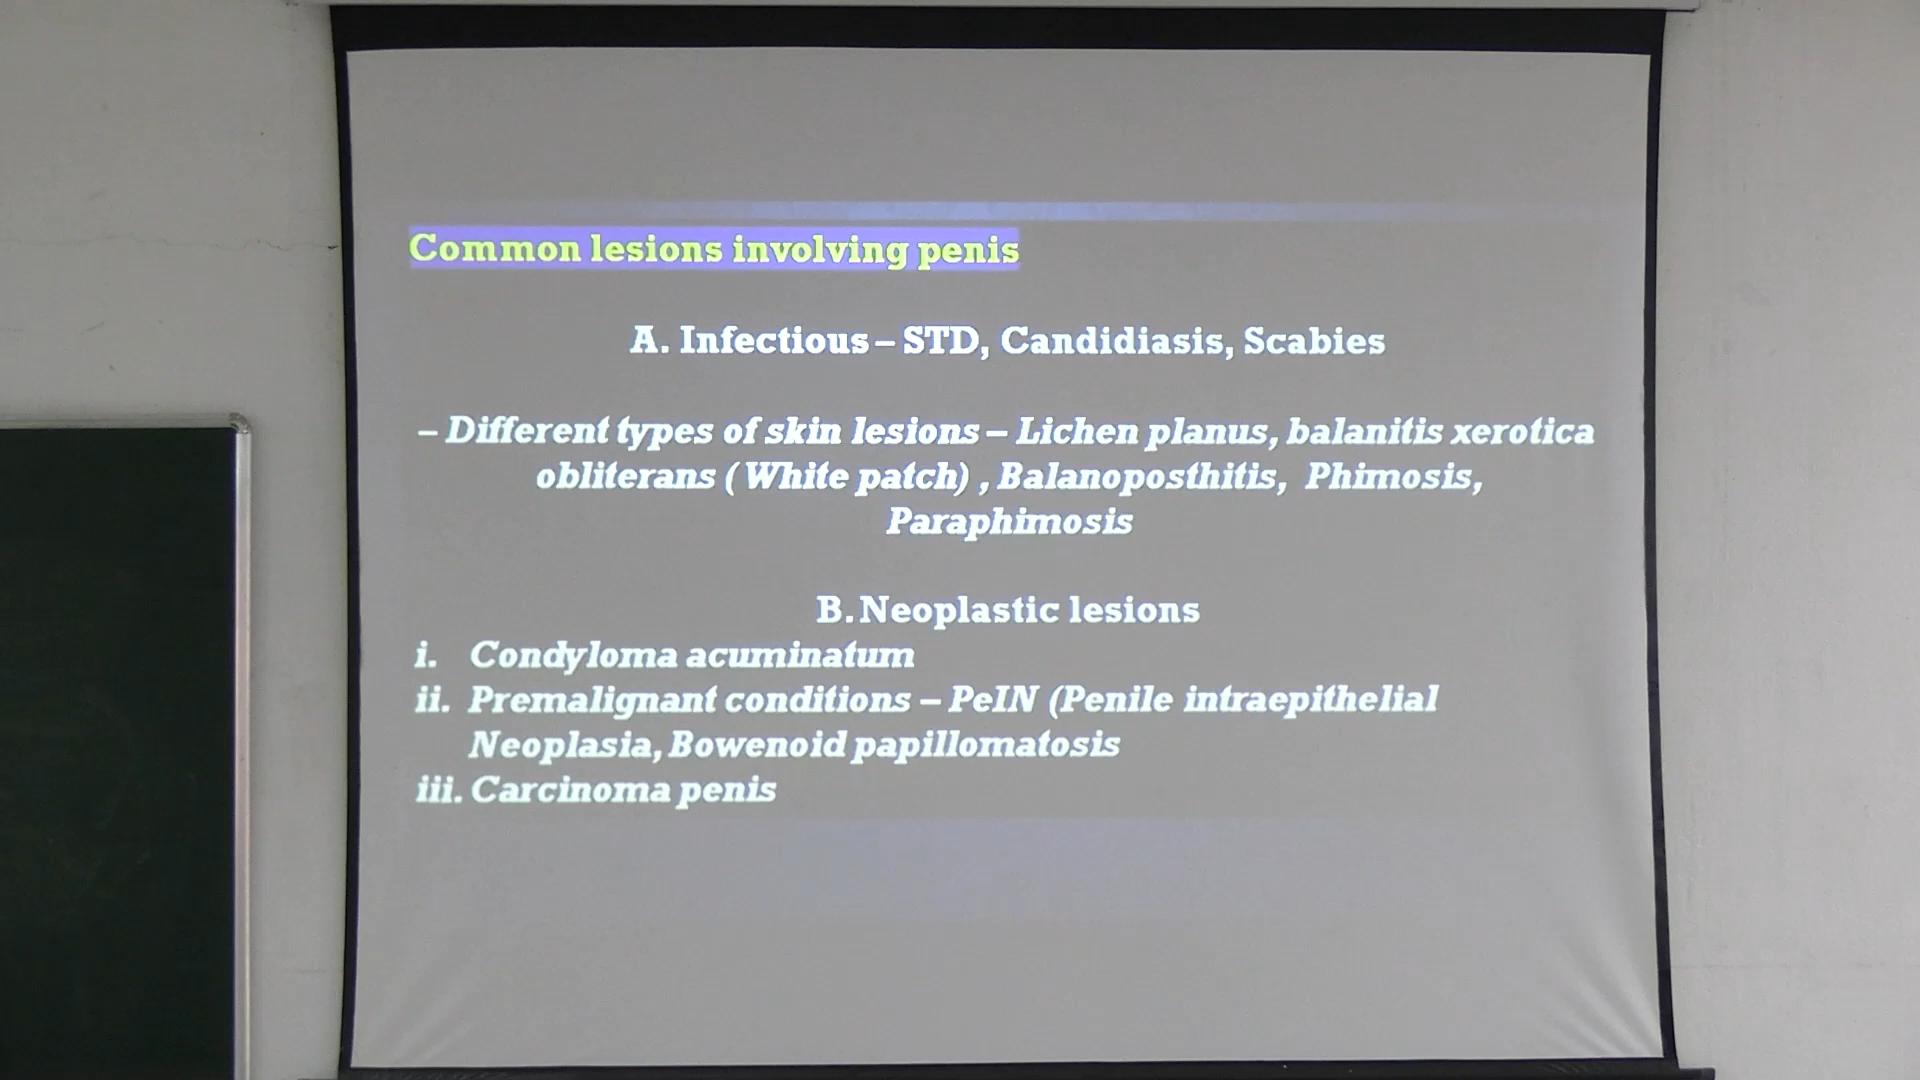 Common lesions involving penis
A. Infectious – STD, Candidiasis, Scabies
– Different types of skin lesions – Lichen planus, balanitis xerotica
obliterans ( White patch) , Balanoposthitis, Phimosis,
Paraphimosis
B. Neoplastic lesions
i. Condyloma acuminatum
ii. Premalignant conditions – PeIN (Penile intraepithelial
Neoplasia, Bowenoid papillomatosis
iii. Carcinoma penis